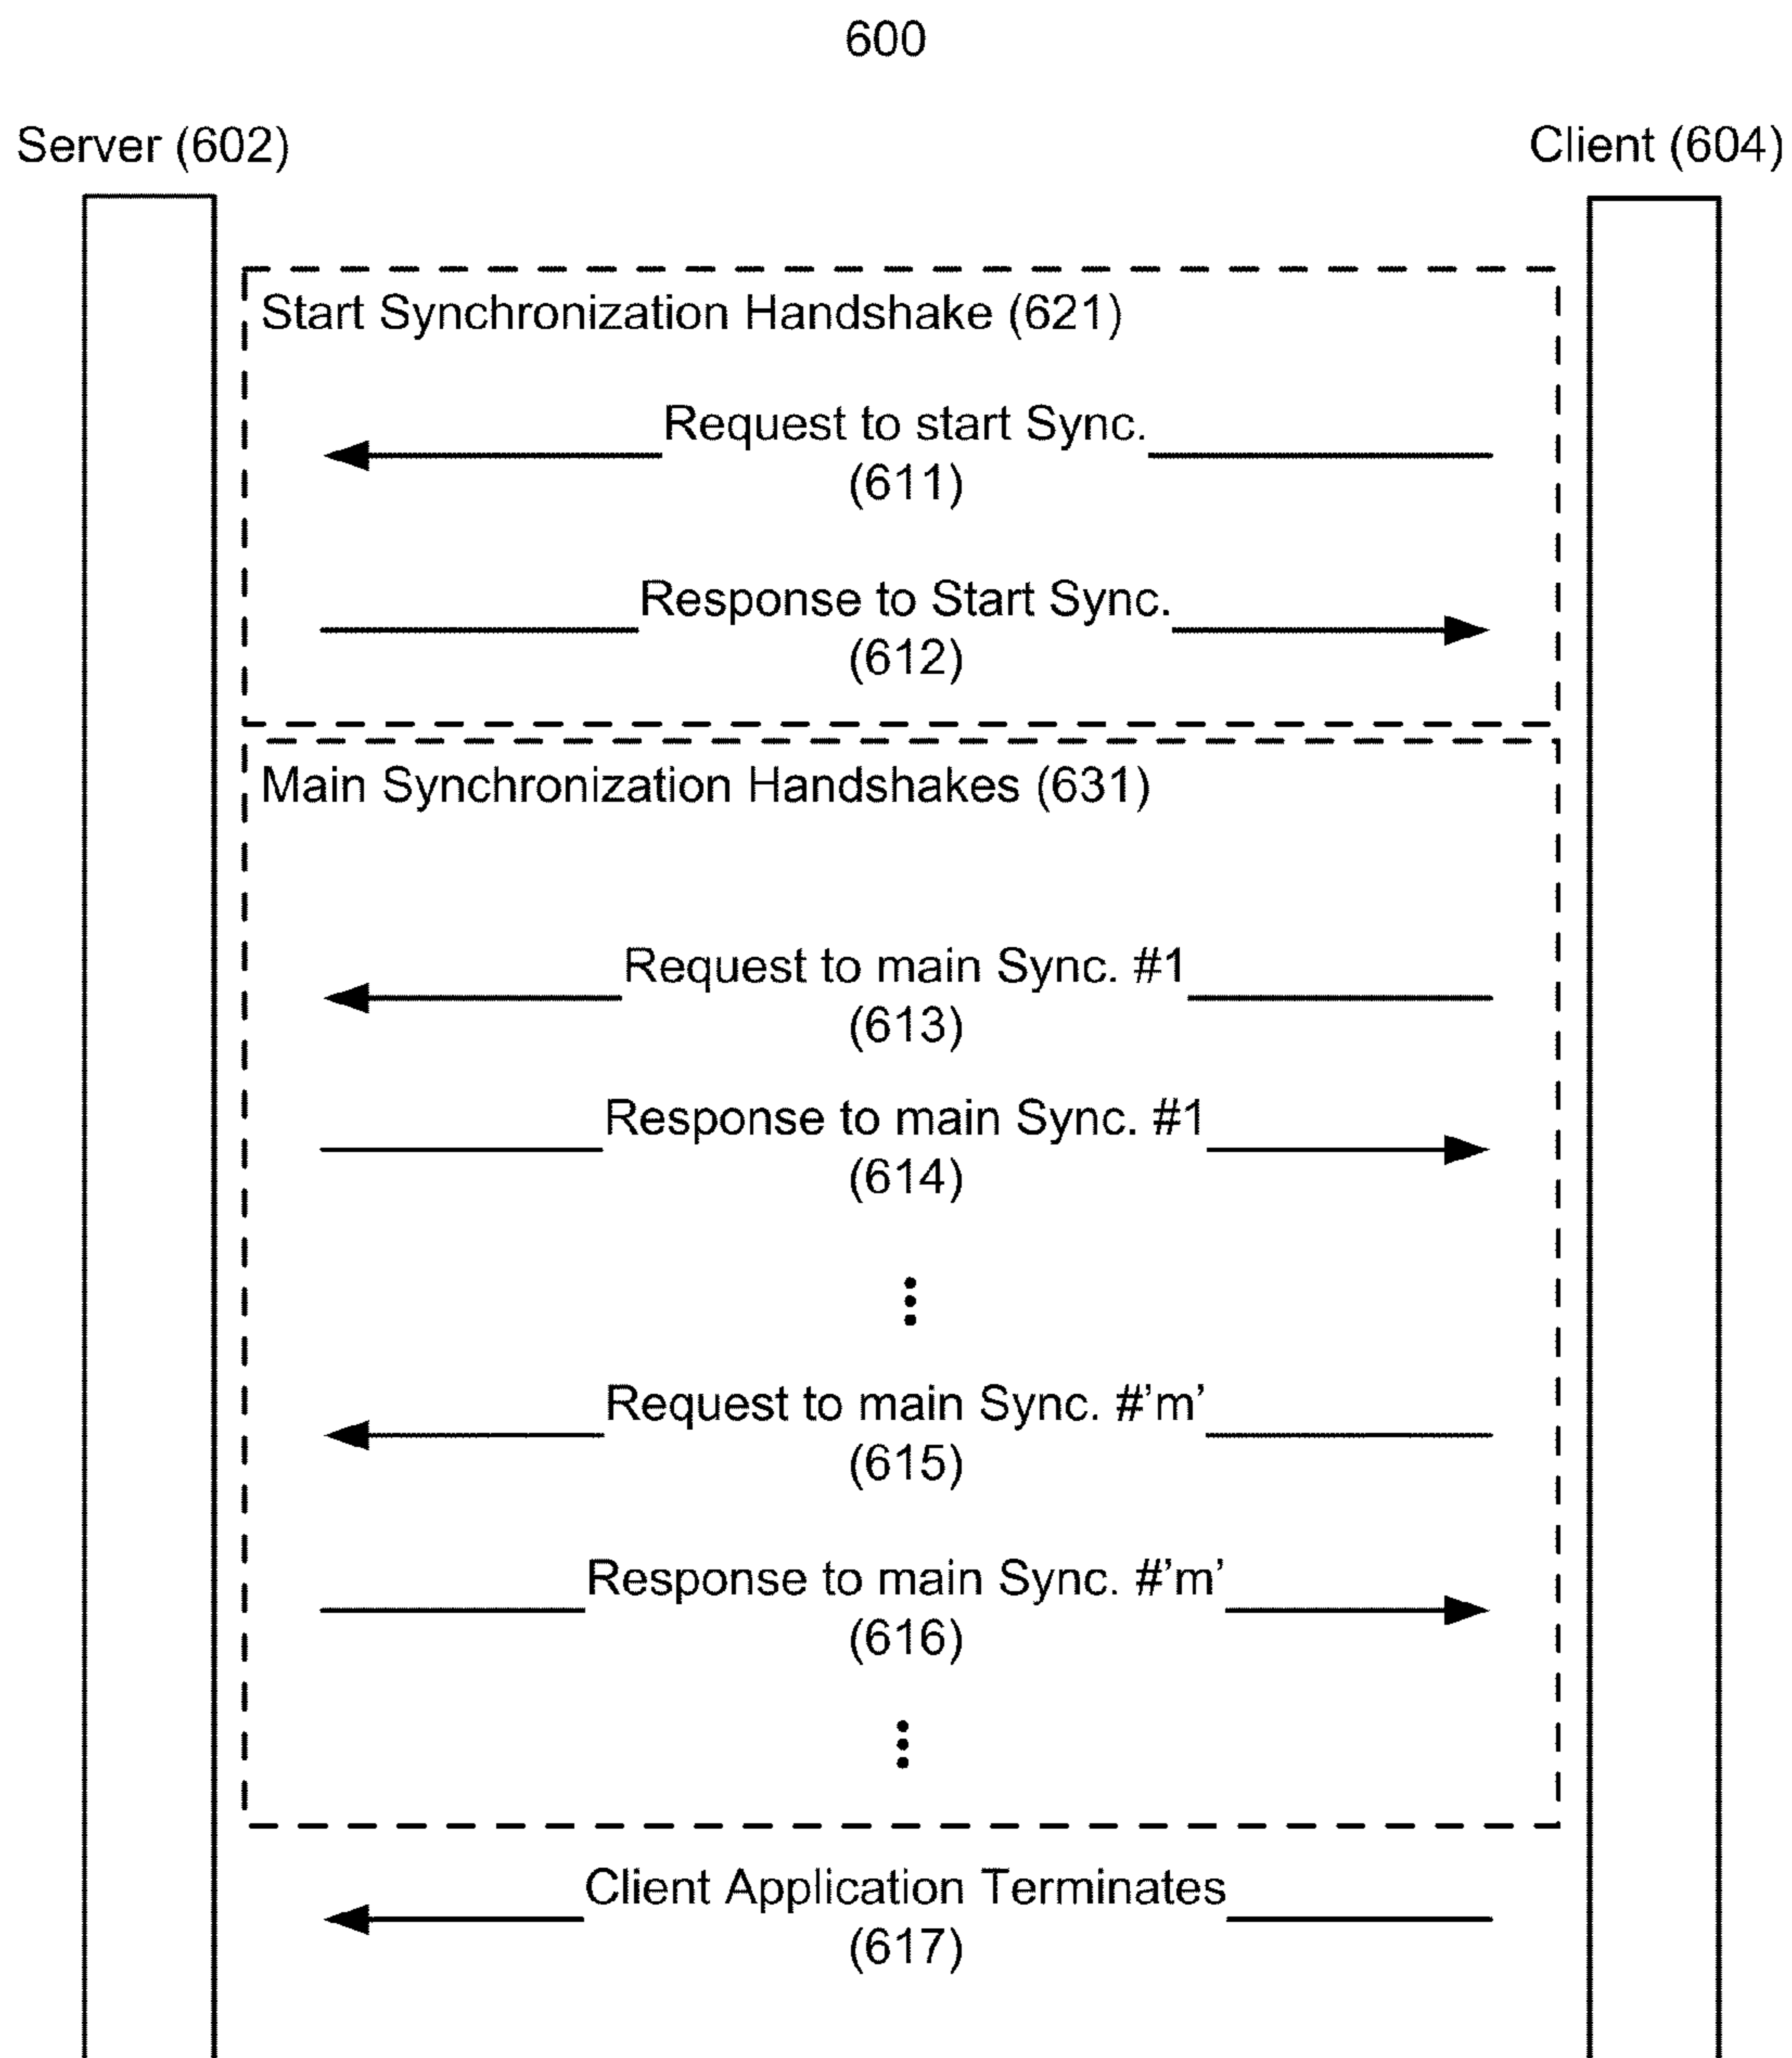 600
Server (602)
Client (604)
Start Synchronization Handshake (621)
Request to start Sync.
(611)
Response to Start Sync.
(612)
Main Synchronization Handshakes (631)
Request to main Sync. #1
(613)
Response to main Sync. #1
(614)
Request to main Sync. #’m’
(615)
Response to main Sync. #’m’
(616)
Client Application Terminates
(617)